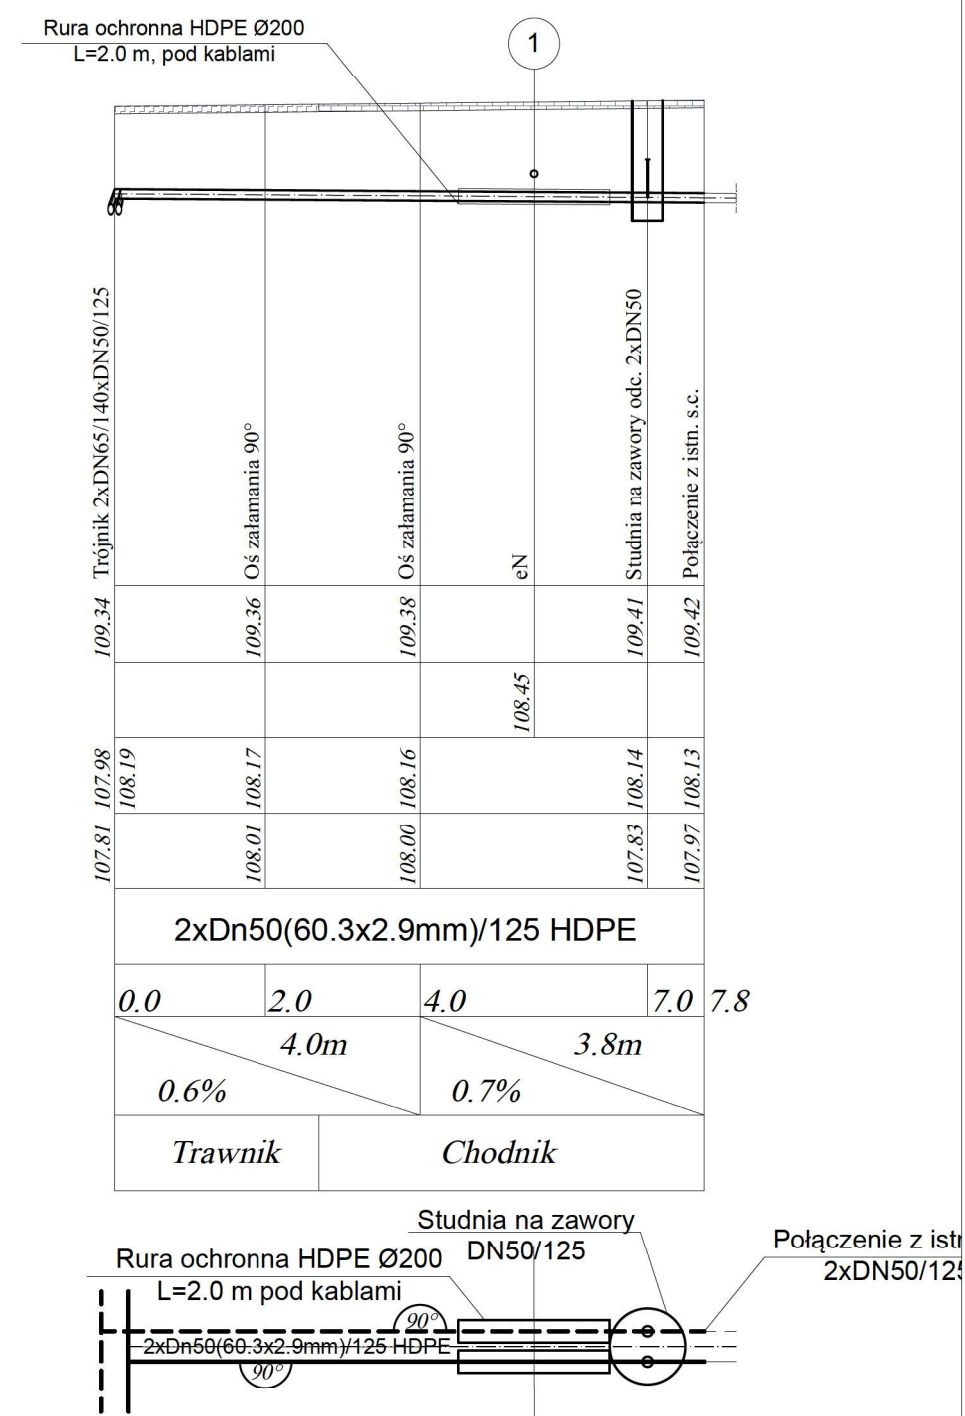 Rura ochronna HDPE Ø200
L=2.0 m, pod kablami
1
Trójnik 2xDN65/140xDN50/125
Oś załamania 90°
Oś załamania 90°
eN
Studnia na zawory odc. 2xDN50
Połączenie z istn. s.c.
109.34
109.36
109.38
109.41
109.42
108.45
107.98
108.19
108.17
108.16
108.14
108.13
107.81
108.01
108.00
107.83
107.97
2xDn50(60.3x2.9mm)/125 HDPE
0.0 2.0 4.0 7.0 7.8
4.0m 3.8m
0.6% 0.7%
Trawnik Chodnik
Studnia na zawory
DN50/125
Połączenie z istn
2xDN50/125
Rura ochronna HDPE Ø200
L=2.0 m pod kablami
90°
2xDn50(60.3x2.9mm)/125 HDPE
90°